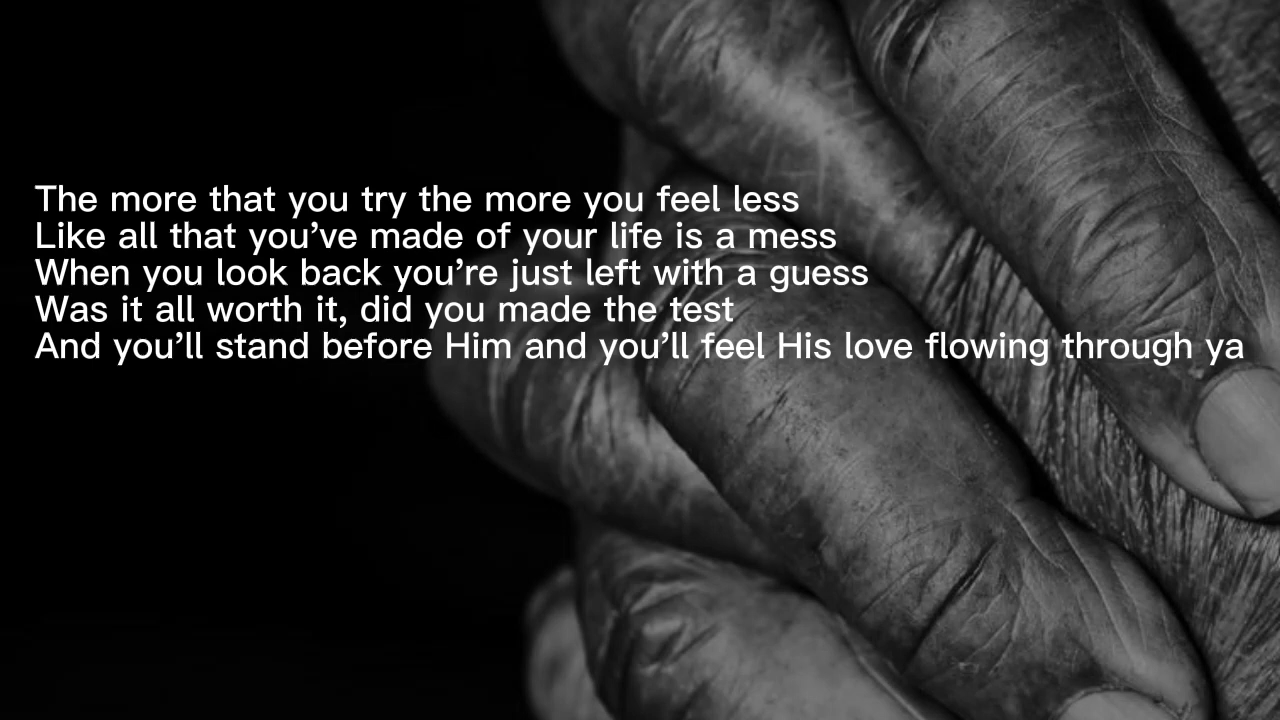 The more that you try the more you feel less
Like all that you’ve made of your life is a mess
When you look back you’re just left with a guess
Was it all worth it, did you made the test
And you’ll stand before Him and you’ll feel His love flowing through ya